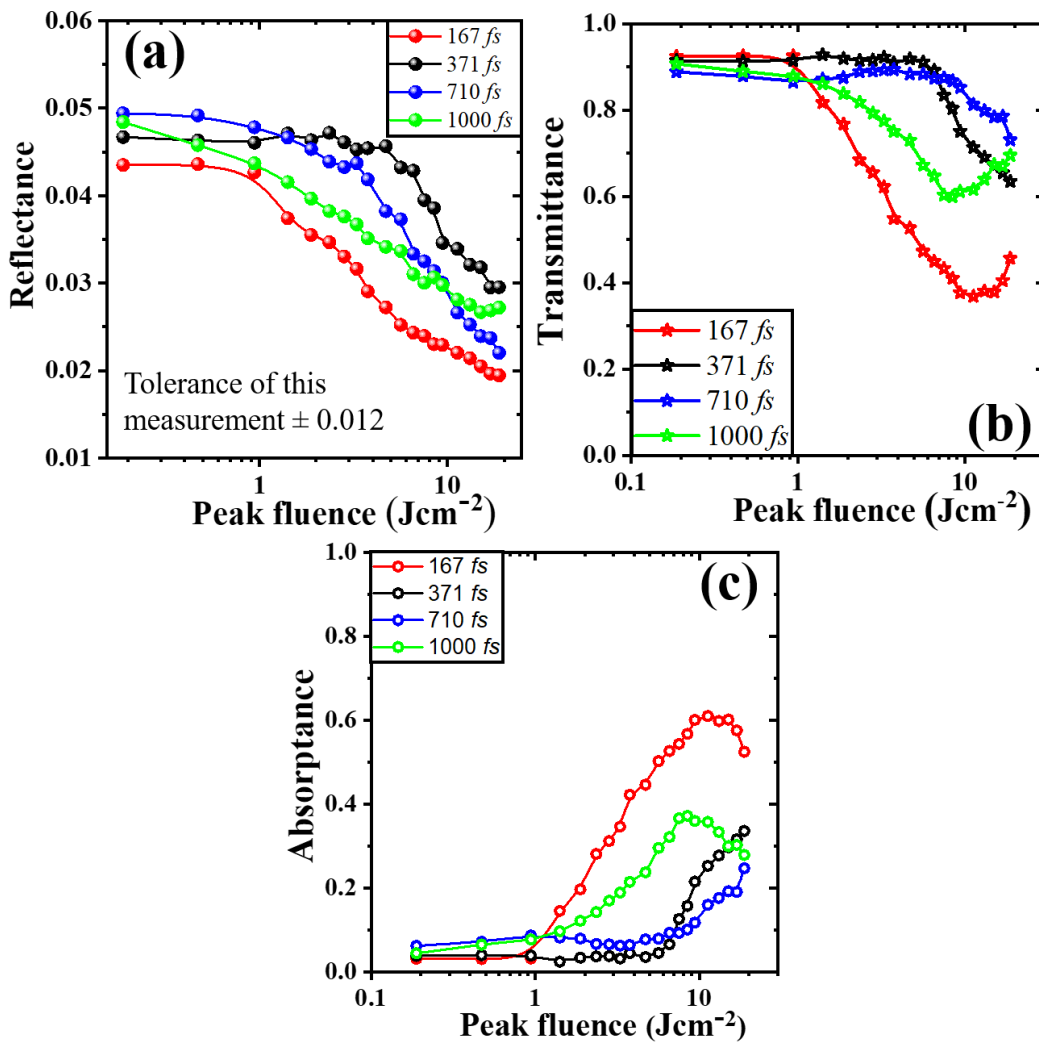 (a)
167 fs
371 fs
710 fs
1000 fs
0.06
0.05
0.04
0.03
0.02
0.01
Reflectance
Tolerance of this
measurement ± 0.012
1
10
Peak fluence (Jcm⁻²)
1.0
0.8
0.6
0.4
0.2
0.0
Transmittance
167 fs
371 fs
710 fs
1000 fs
(b)
0.1
1
10
Peak fluence (Jcm⁻²)
167 fs
371 fs
710 fs
1000 fs
(c)
1.0
0.8
0.6
0.4
0.2
0.0
Absorptance
0.1
1
10
Peak fluence (Jcm⁻²)